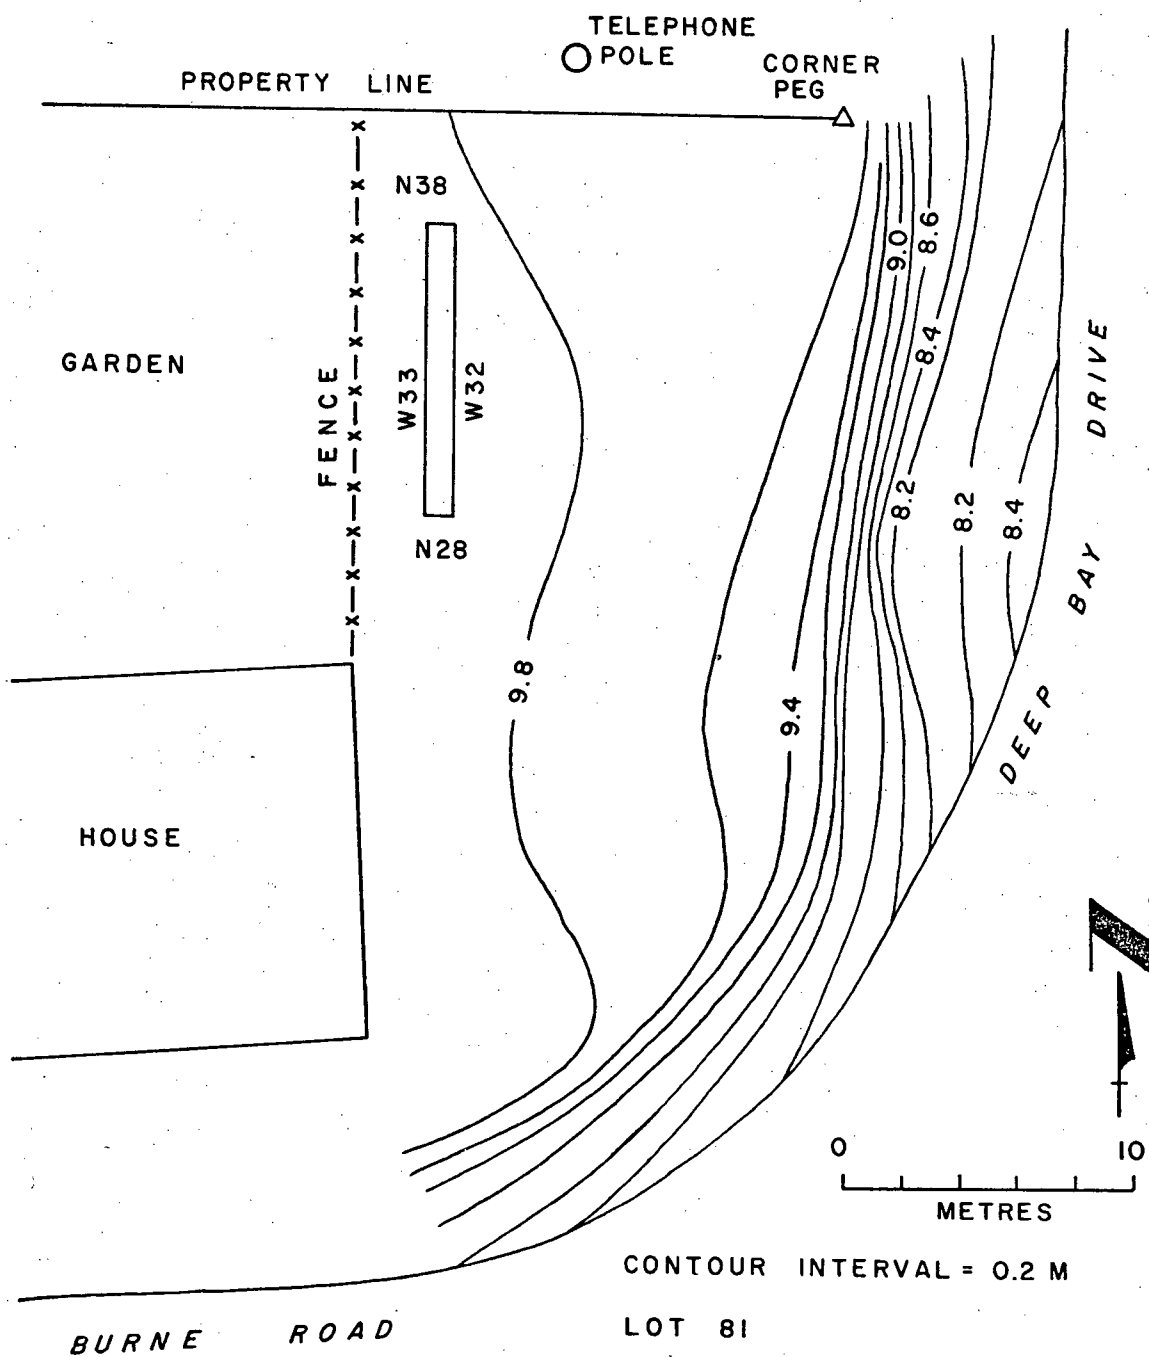 TELEPHONE
POLE
CORNER
PEG
PROPERTY LINE
N38
9.0
8.6
8.4
GARDEN
FENCE
W33
W32
DEEP BAY DRIVE
8.2
8.2
8.4
N28
9.8
9.4
HOUSE
0 10
METRES
CONTOUR INTERVAL = 0.2 M
BURNE ROAD
LOT 81